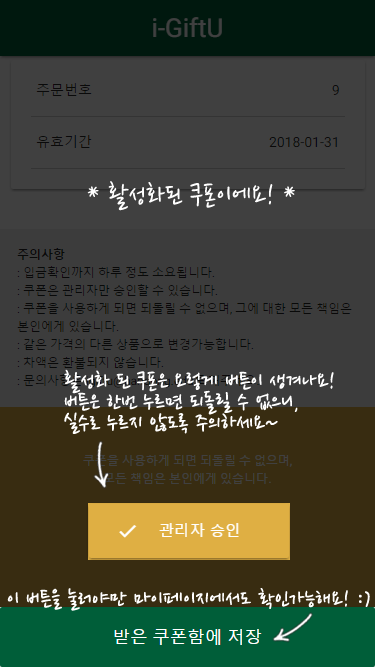 i-GiftU
주문번호 9
유효기간 2018-01-31
* 활성화된 쿠폰이에요! *
주의사항
: 입금확인까지 하루 정도 소요됩니다.
: 쿠폰은 관리자만 승인할 수 있습니다.
: 쿠폰을 사용하게 되면 되돌릴 수 없으며, 그에 대한 모든 책임은
본인에게 있습니다.
: 같은 가격의 다른 상품으로 변경가능합니다.
: 차액은 환불되지 않습니다.
: 문의사항
활성화 된 쿠폰은 요렇게 버튼이 생겨나요!
버튼은 한번 누르면 되돌릴 수 없으니,
실수로 누르지 않도록 주의하세요~
쿠폰을 사용하게 되면 되돌릴 수 없으며,
모든 책임은 본인에게 있습니다.
관리자 승인
이 버튼을 눌러야만 마이페이지에서도 확인가능해요! :)
받은 쿠폰함에 저장